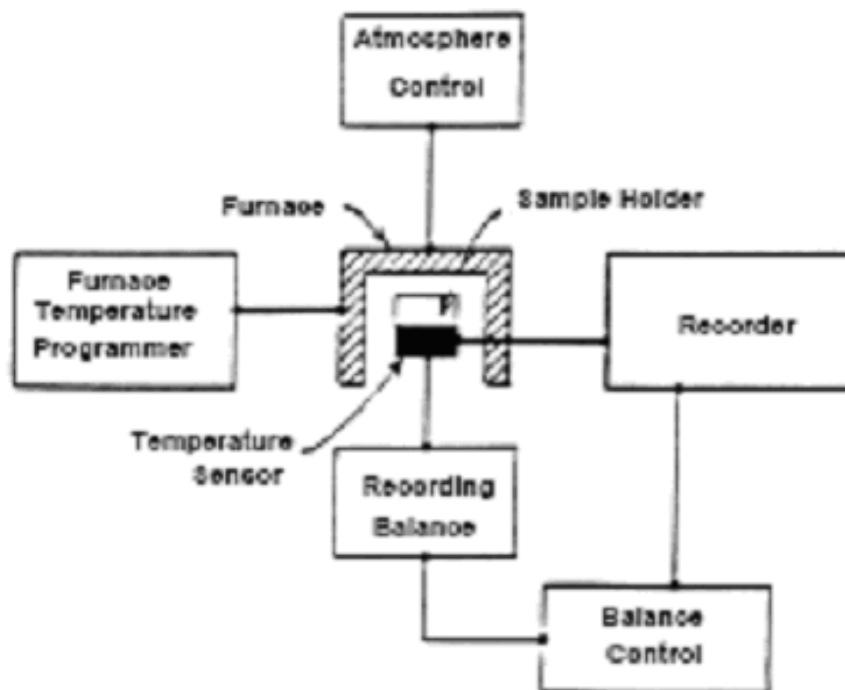 Atmosphere
Control
Furnace
Sample Holder
Furnace
Temperature
Programmer
Recorder
Temperature
Sensor
Recording
Balance
Balance
Control